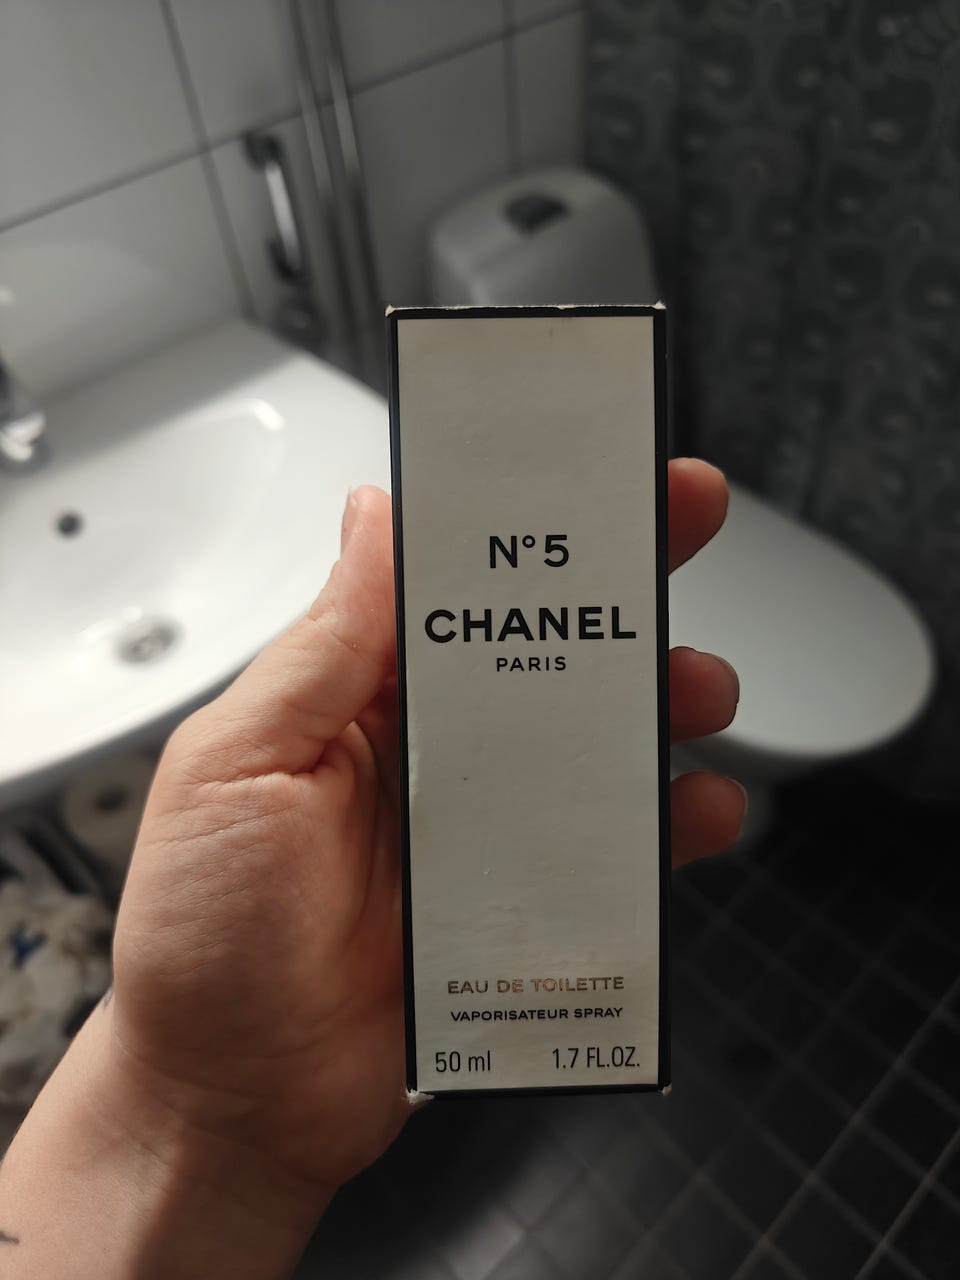 N°5
CHANEL
PARIS
EAU DE TOILETTE
VAPORISATEUR SPRAY
50 ml 1.7 FL.OZ.